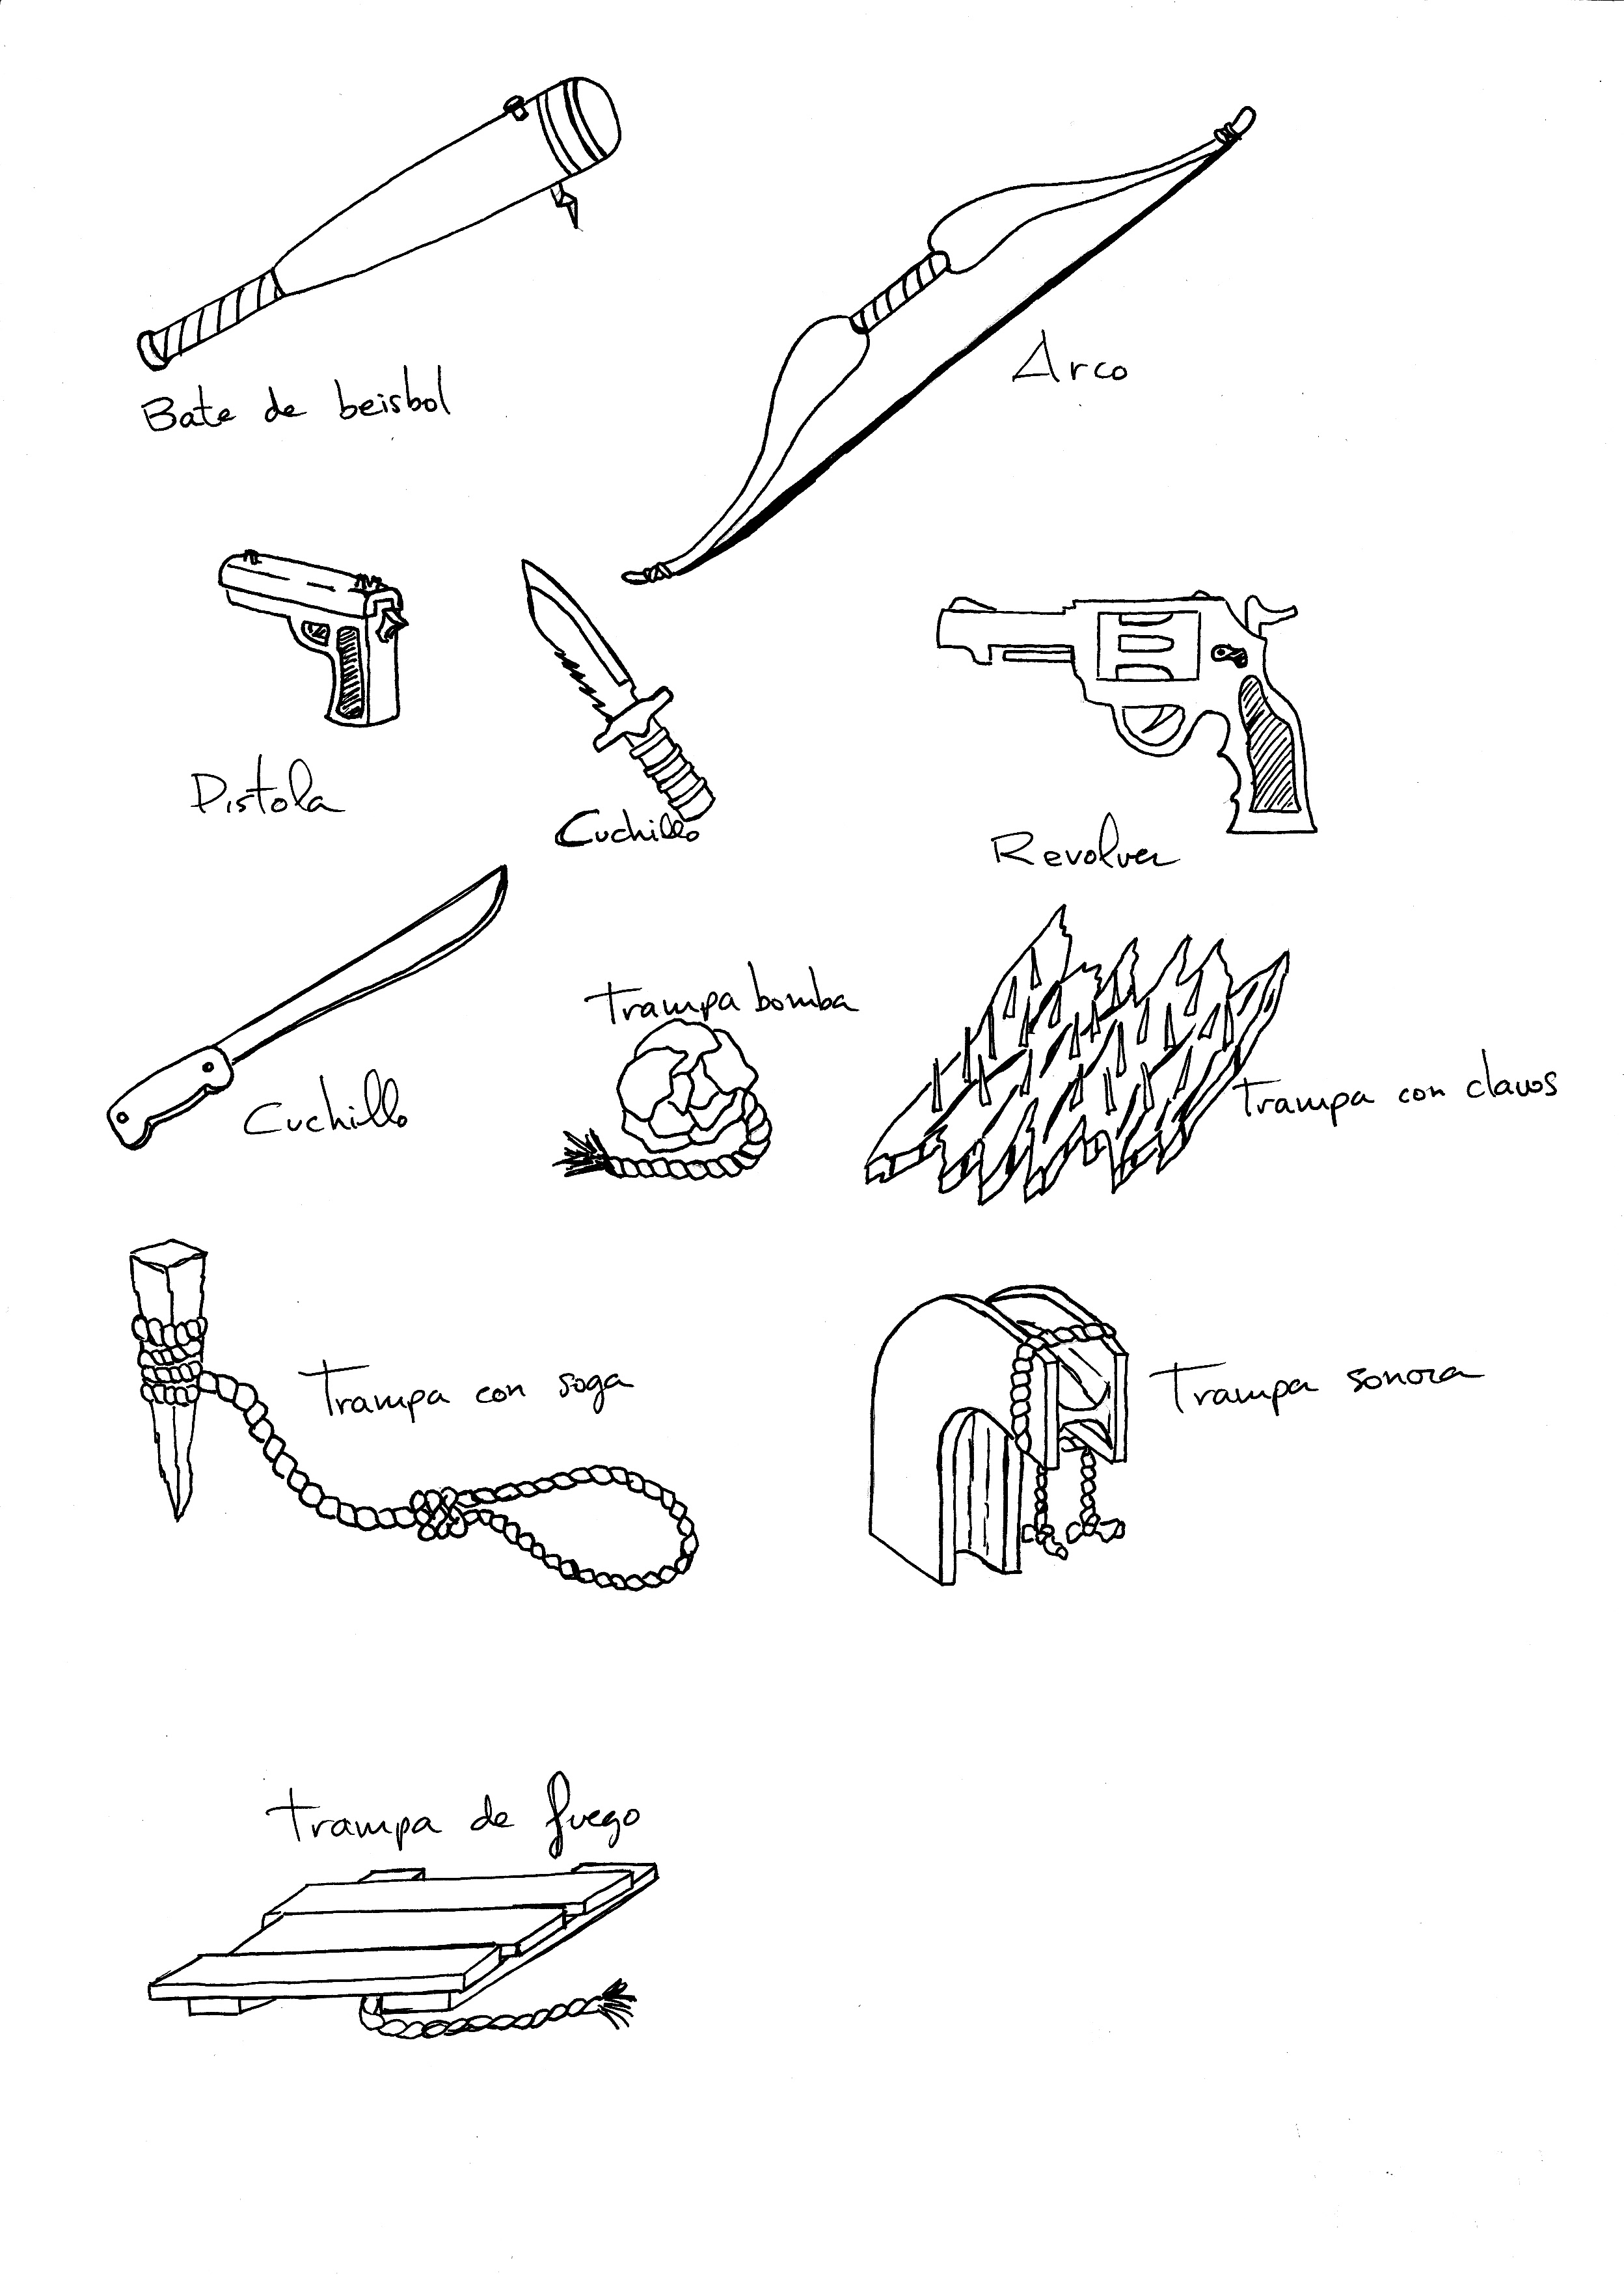 Bate de beisbol
Arco
Pistola
Cuchillo
Revolver
Cuchillo
Trampa bomba
Trampa con clavos
Trampa con soga
Trampa sonora
Trampa de fuego